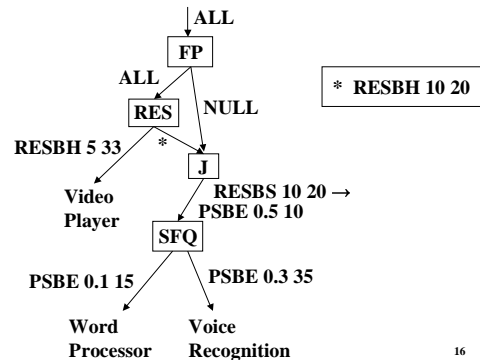 ALL
FP
ALL
* RESBH 10 20
NULL
RES
RESBH 5 33
*
J
Video
Player
RESBS 10 20 →
PSBE 0.5 10
SFQ
PSBE 0.1 15
PSBE 0.3 35
Word
Processor
Voice
Recognition
16